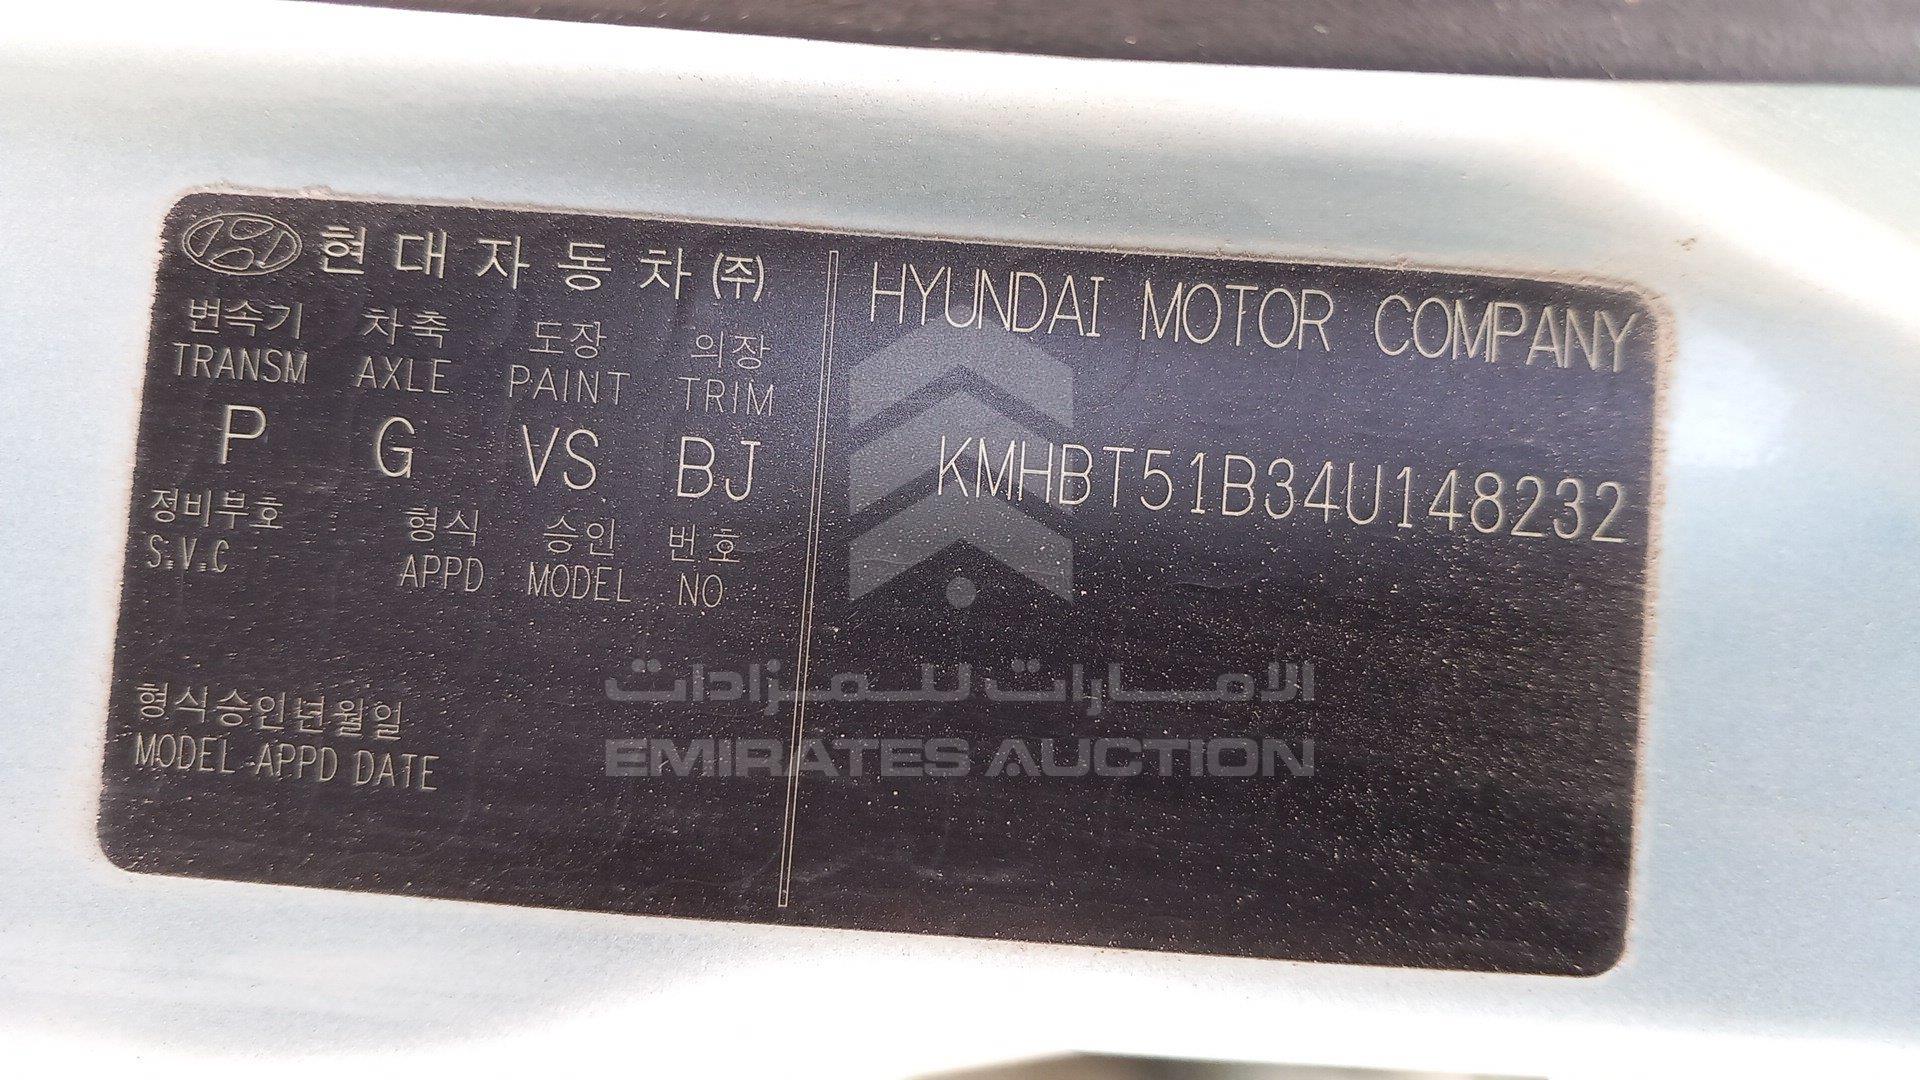 현대자동차(주)
변속기 차축 도장 의장
TRANSM AXLE PAINT TRIM
P G VS BJ
정비부호 형식 승인 번호
S.V.C APPD MODEL NO
형식승인년월일
MODEL APPD DATE
HYUNDAI MOTOR COMPANY
KMHBT51B34U148232
الامارات للمزادات
EMIRATES AUCTION